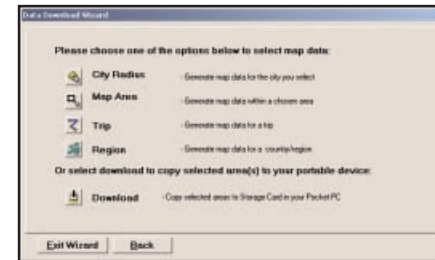 Data Download Wizard
Please choose one of the options below to select map data:
City Radius - Generate map data for the city you select
Map Area - Generate map data within a chosen area
Trip - Generate map data for a trip
Region - Generate map data for a country/region
Or select download to copy selected area(s) to your portable device:
Download - Copy selected areas to Storage Card in your Pocket PC
Exit Wizard Back